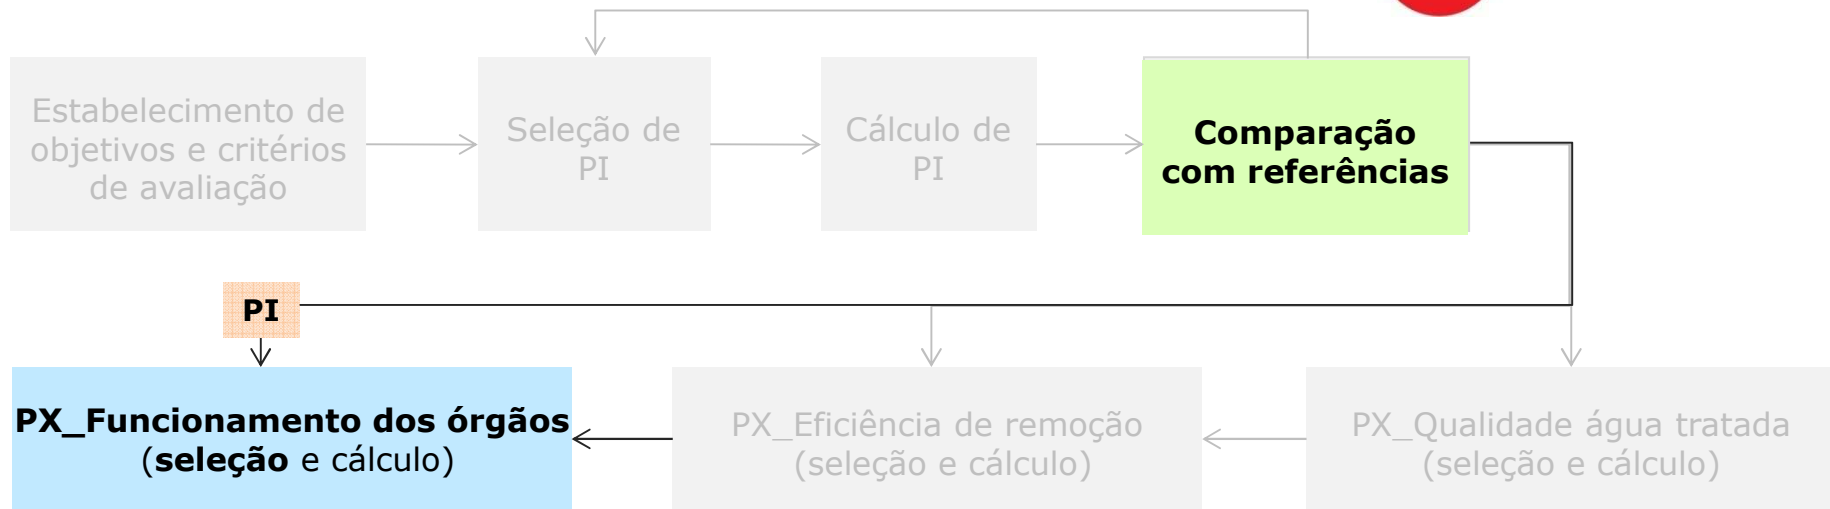 Estabelecimento de
objetivos e critérios
de avaliação
Seleção de
PI
Cálculo de
PI
Comparação
com referências
PI
PX_Funcionamento dos órgãos
(seleção e cálculo)
PX_Eficiência de remoção
(seleção e cálculo)
PX_Qualidade água tratada
(seleção e cálculo)